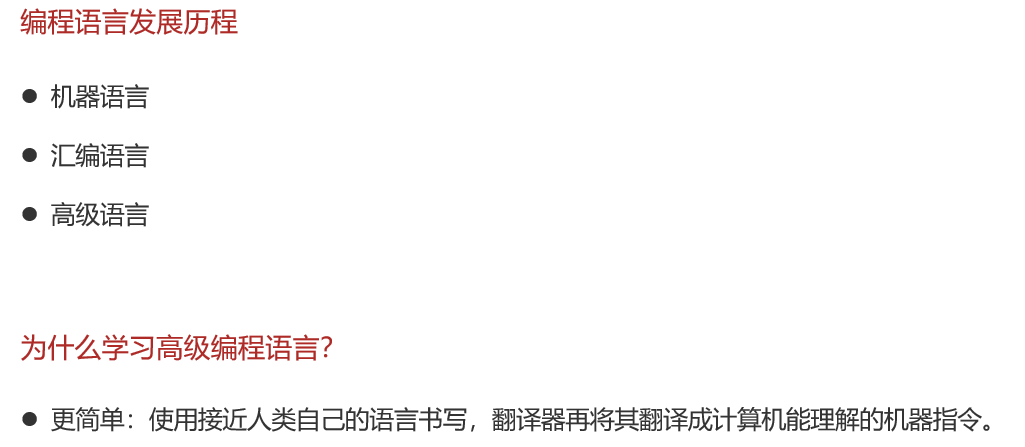 编程语言发展历程
● 机器语言
● 汇编语言
● 高级语言
为什么学习高级编程语言?
● 更简单：使用接近人类自己的语言书写，翻译器再将其翻译成计算机能理解的机器指令。